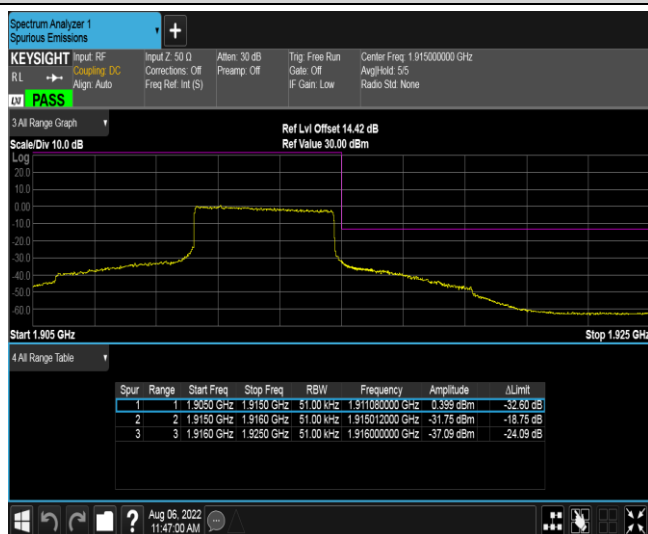 Spectrum Analyzer 1
Spurious Emissions
KEYSIGHT
Input: RF
Coupling: DC
Align: Auto
RL
LXI PASS
Input Z: 50 Ω
Corrections: Off
Freq Ref: Int (S)
Atten: 30 dB
Preamp: Off
Trig: Free Run
Gate: Off
IF Gain: Low
Center Freq: 1.915000000 GHz
Avg|Hold: 5/5
Radio Std: None
3 All Range Graph
Ref Lvl Offset 14.42 dB
Scale/Div 10.0 dB Ref Value 30.00 dBm
Log
20.0
10.0
0.00
-10.0
-20.0
-30.0
-40.0
-50.0
-60.0
Start 1.905 GHz Stop 1.925 GHz
4 All Range Table
Spur Range Start Freq Stop Freq RBW Frequency Amplitude ΔLimit
1 1 1.9050 GHz 1.9150 GHz 51.00 kHz 1.911080000 GHz 0.399 dBm -32.60 dB
2 2 1.9150 GHz 1.9160 GHz 51.00 kHz 1.915012000 GHz -31.75 dBm -18.75 dB
3 3 1.9160 GHz 1.9250 GHz 51.00 kHz 1.916000000 GHz -37.09 dBm -24.09 dB
Aug 06, 2022
11:47:00 AM